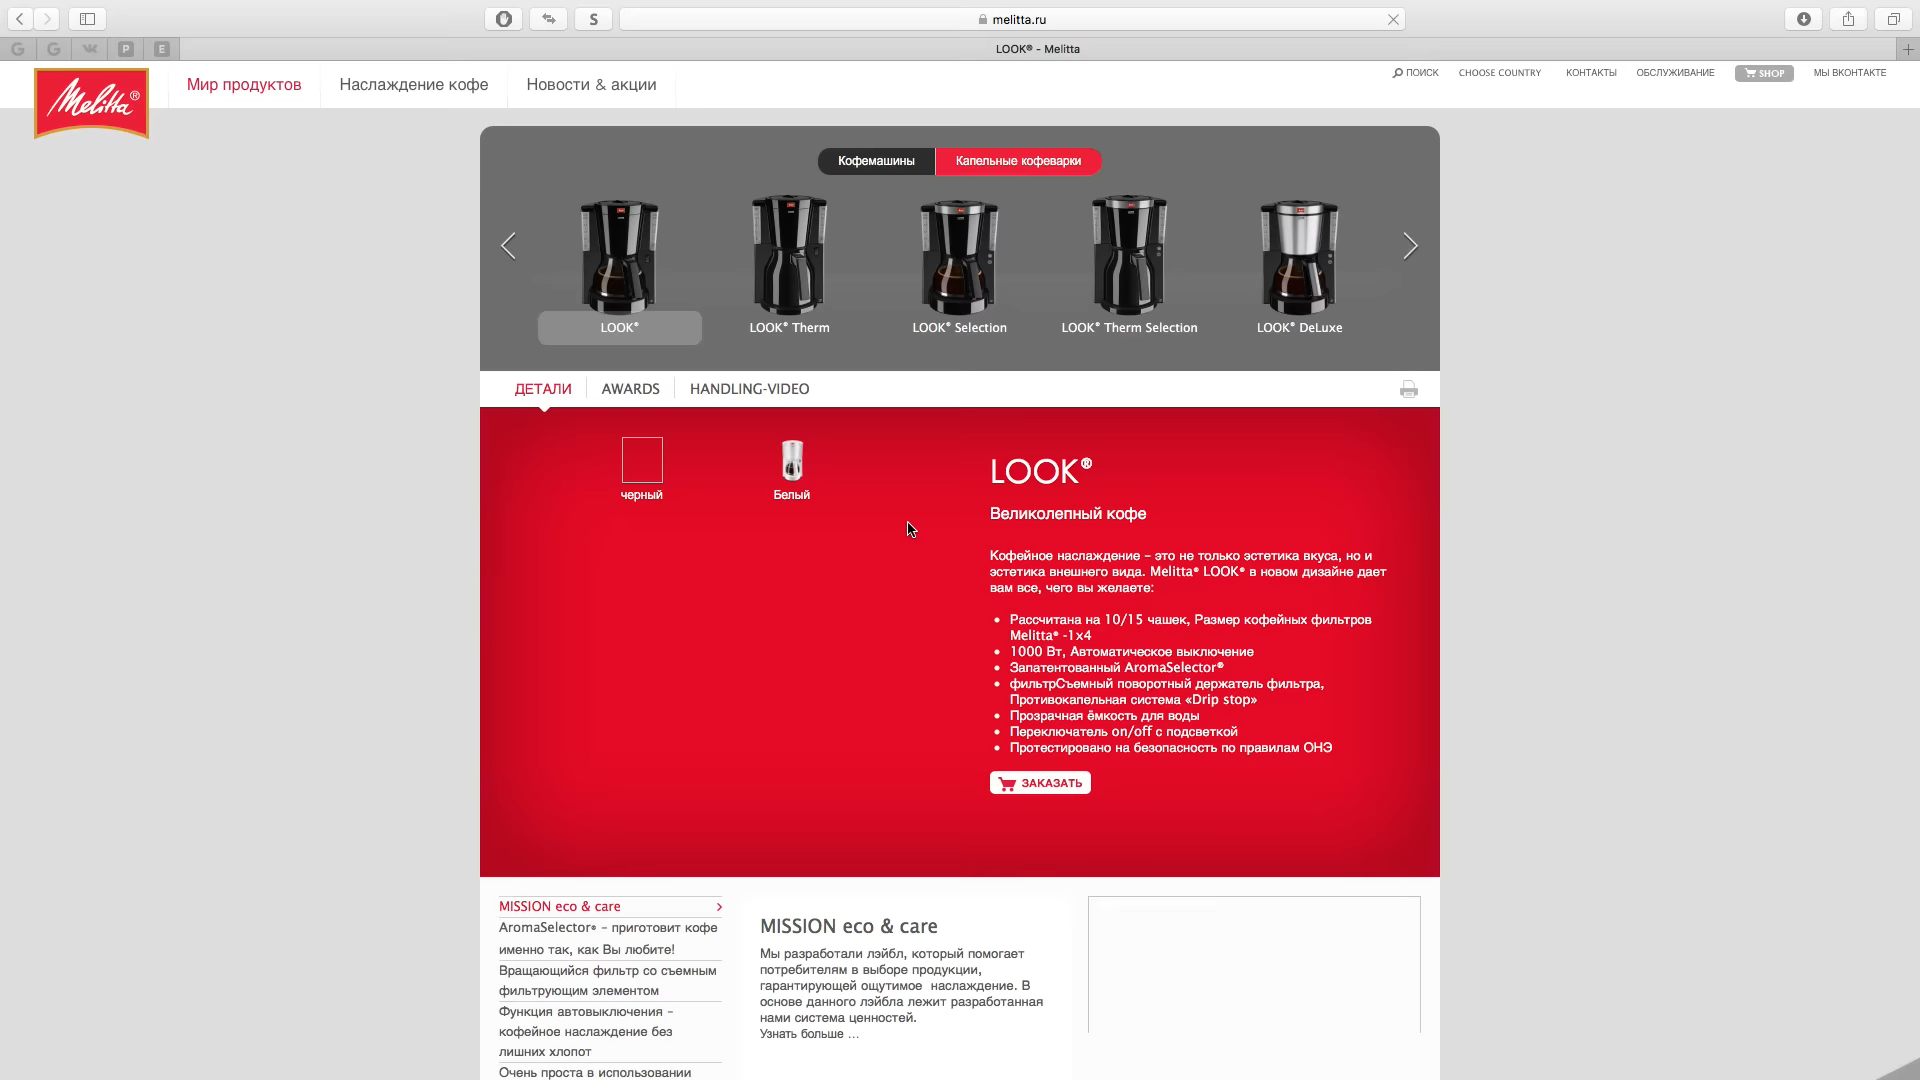 S
melitta.ru
G
G
P
E
LOOK® - Melitta
Melitta®
Мир продуктов
Наслаждение кофе
Новости & акции
ПОИСК
CHOOSE COUNTRY
КОНТАКТЫ
ОБСЛУЖИВАНИЕ
SHOP
МЫ ВКОНТАКТЕ
Кофемашины
Капельные кофеварки
LOOK®
LOOK® Therm
LOOK® Selection
LOOK® Therm Selection
LOOK® DeLuxe
ДЕТАЛИ
AWARDS
HANDLING-VIDEO
черный
Белый
LOOK®
Великолепный кофе
Кофейное наслаждение – это не только эстетика вкуса, но и
эстетика внешнего вида. Melitta® LOOK® в новом дизайне дает
вам все, чего вы желаете:
• Рассчитана на 10/15 чашек, Размер кофейных фильтров
Melitta® -1x4
• 1000 Вт, Автоматическое выключение
• Запатентованный AromaSelector®
• фильтрСъемный поворотный держатель фильтра,
Противокапельная система «Drip stop»
• Прозрачная ёмкость для воды
• Переключатель on/off с подсветкой
• Протестировано на безопасность по правилам ОНЭ
ЗАКАЗАТЬ
MISSION eco & care
AromaSelector® – приготовит кофе
именно так, как Вы любите!
Вращающийся фильтр со съемным
фильтрующим элементом
Функция автовыключения –
кофейное наслаждение без
лишних хлопот
Очень проста в использовании
MISSION eco & care
Мы разработали лэйбл, который помогает
потребителям в выборе продукции,
гарантирующей ощутимое  наслаждение. В
основе данного лэйбла лежит разработанная
нами система ценностей.
Узнать больше ...